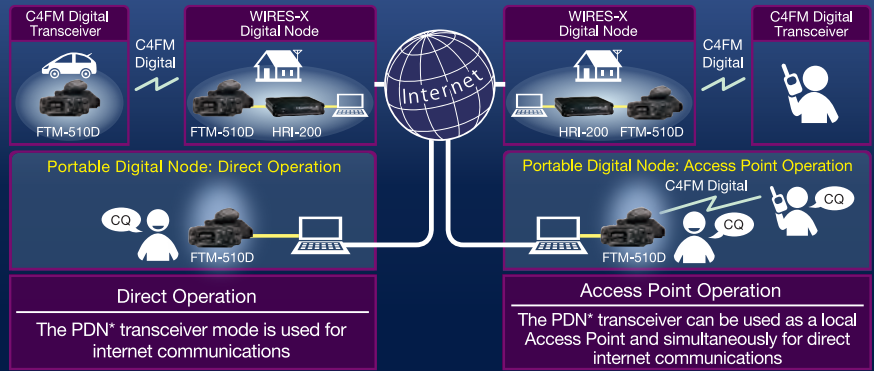 C4FM Digital
Transceiver
FTM-510D
C4FM
Digital
WIRES-X
Digital Node
FTM-510D
HRI-200
Internet
WIRES-X
Digital Node
HRI-200
FTM-510D
C4FM
Digital
C4FM Digital
Transceiver
Portable Digital Node: Direct Operation
CQ
FTM-510D
Portable Digital Node: Access Point Operation
C4FM Digital
CQ
CQ
FTM-510D
Direct Operation
The PDN* transceiver mode is used for
internet communications
Access Point Operation
The PDN* transceiver can be used as a local
Access Point and simultaneously for direct
internet communications